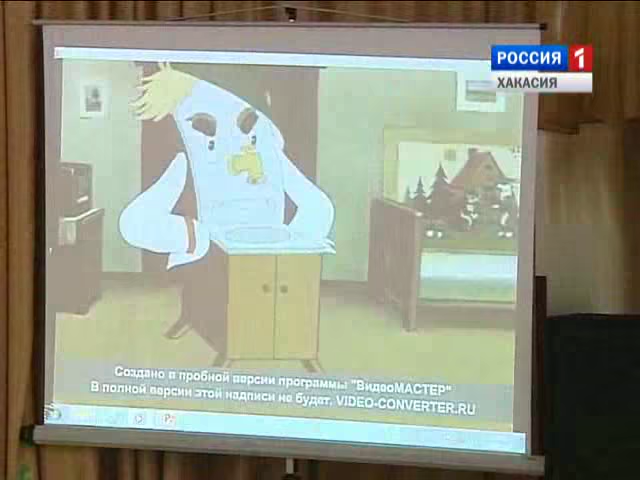 РОССИЯ 1
ХАКАСИЯ
Создано в пробной версии программы "ВидеоМАСТЕР"
В полной версии этой надписи не будет. VIDEO-CONVERTER.RU